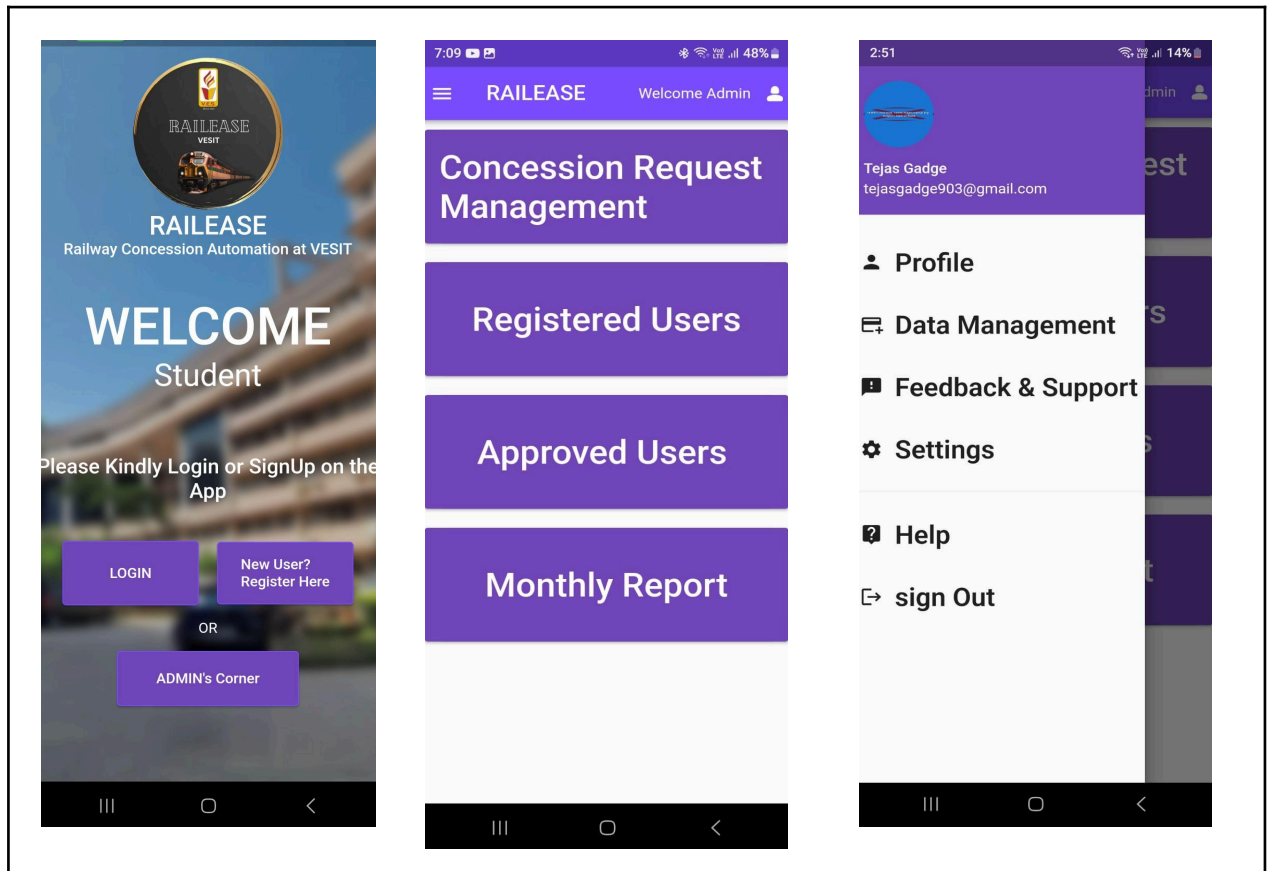 RAILEASE
VESIT
RAILEASE
Railway Concession Automation at VESIT
WELCOME
Student
Please Kindly Login or SignUp on the
App
LOGIN
New User?
Register Here
OR
ADMIN's Corner
7:09
48%
RAILEASE
Welcome Admin
Concession Request
Management
Registered Users
Approved Users
Monthly Report
2:51
14%
dmin
Tejas Gadge
tejasgadge903@gmail.com
est
Profile
rs
Data Management
Feedback & Support
s
Settings
Help
t
sign Out